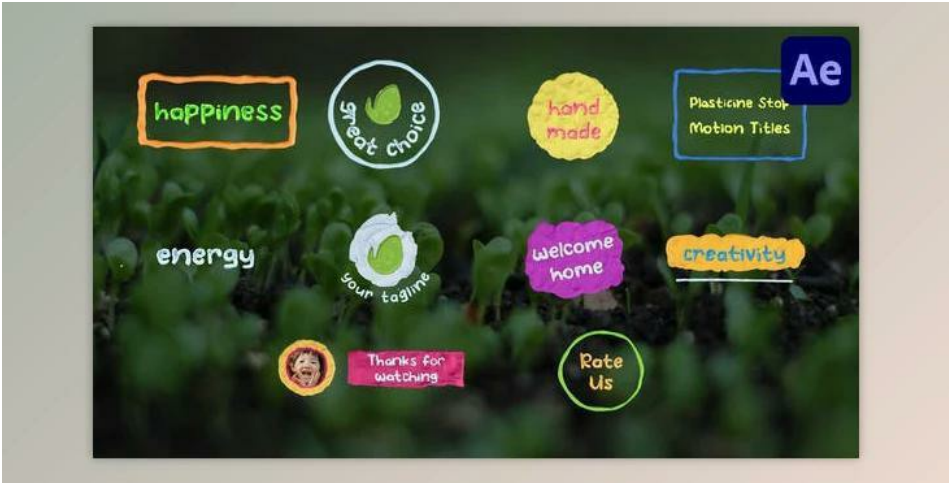 happiness
great choice
hand
made
Plasticine Stop
Motion Titles
Ae
energy
your tagline
welcome
home
creativity
Thanks for
watching
Rate
Us